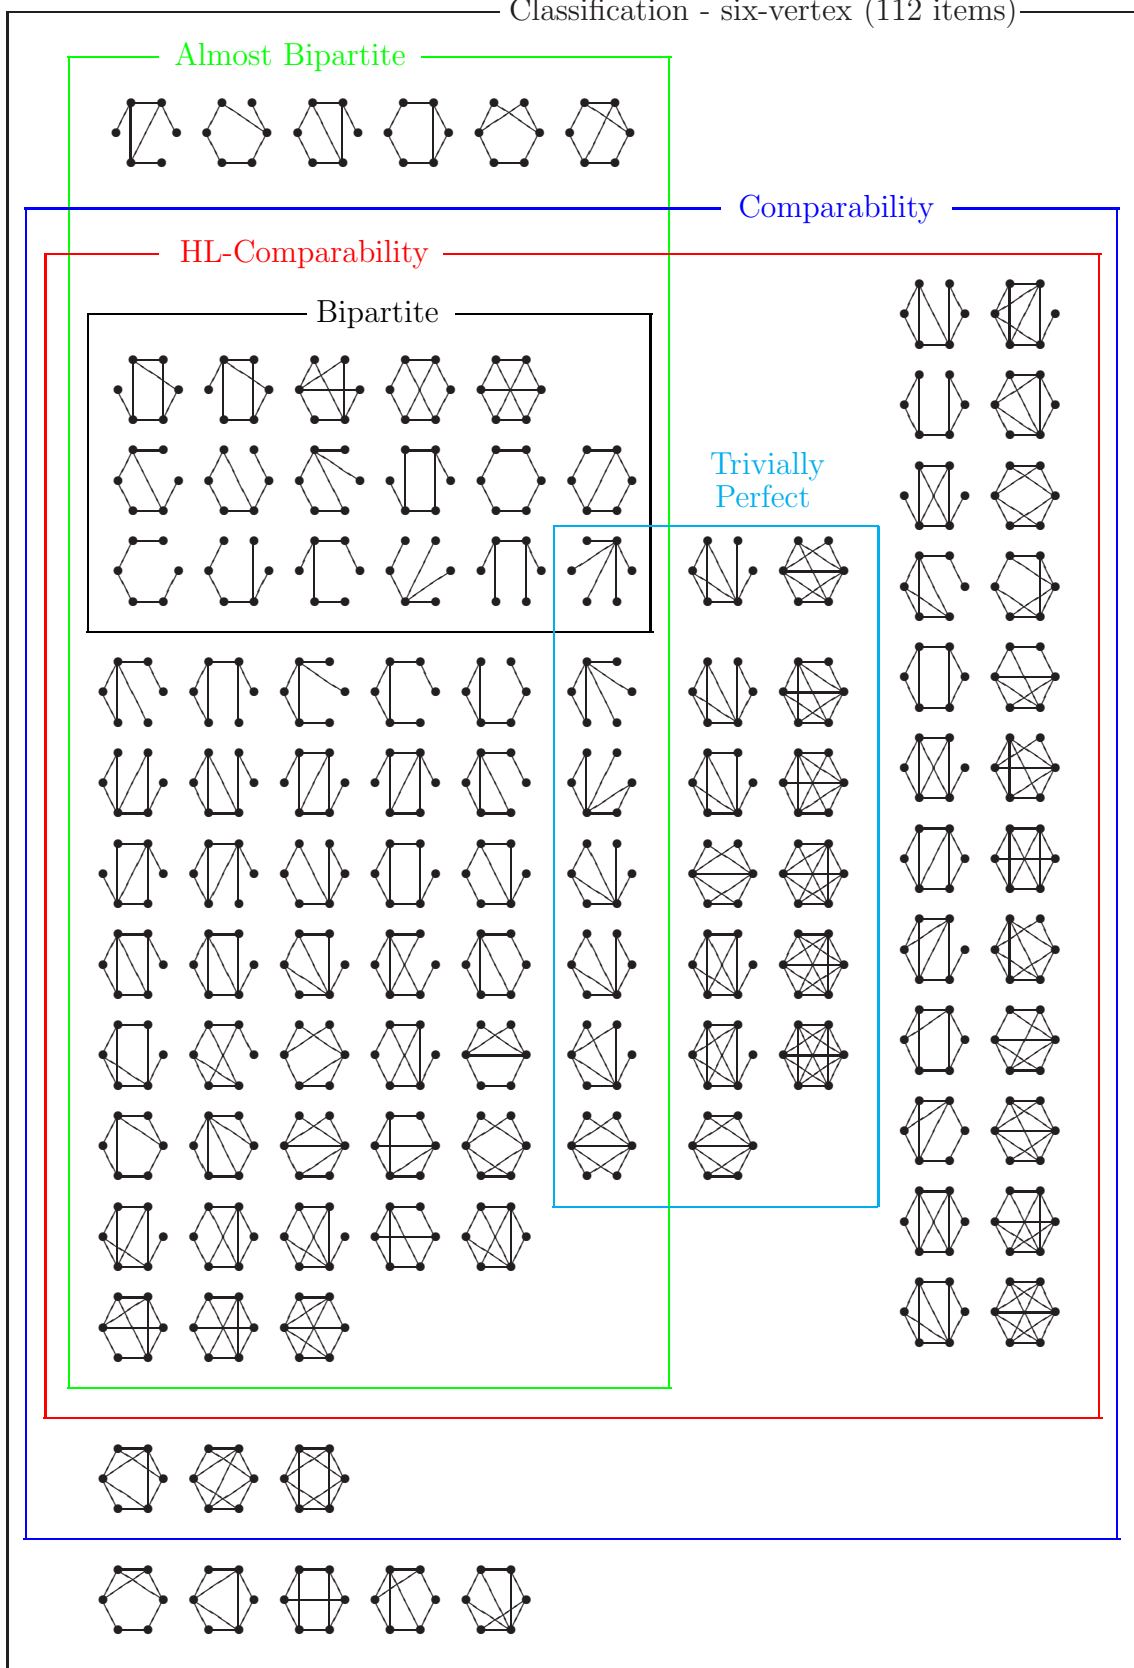 Classification - six-vertex (112 items)
Almost Bipartite
Comparability
HL-Comparability
Bipartite
Trivially
Perfect